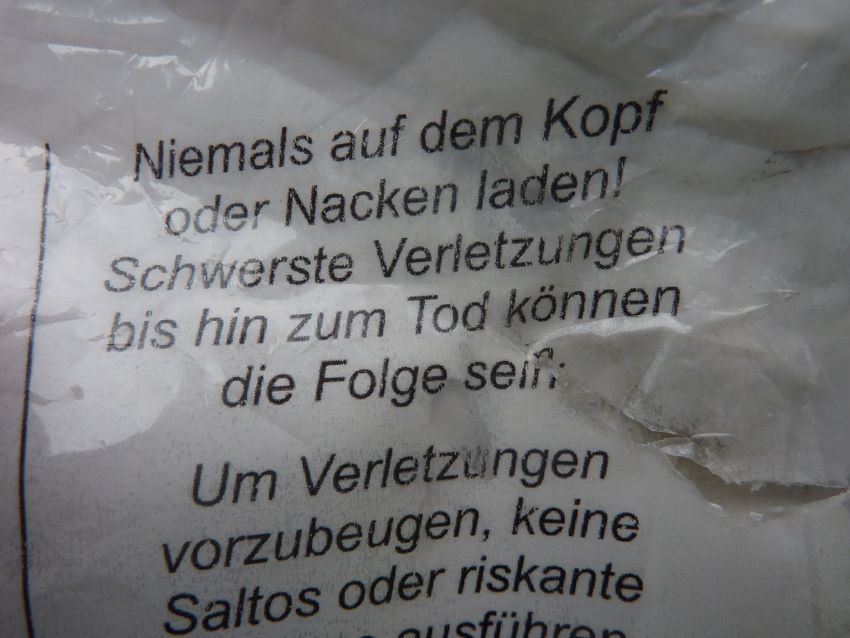 Niemals auf dem Kopf
oder Nacken laden!
Schwerste Verletzungen
bis hin zum Tod können
die Folge sein.
Um Verletzungen
vorzubeugen, keine
Saltos oder riskante
ausführen